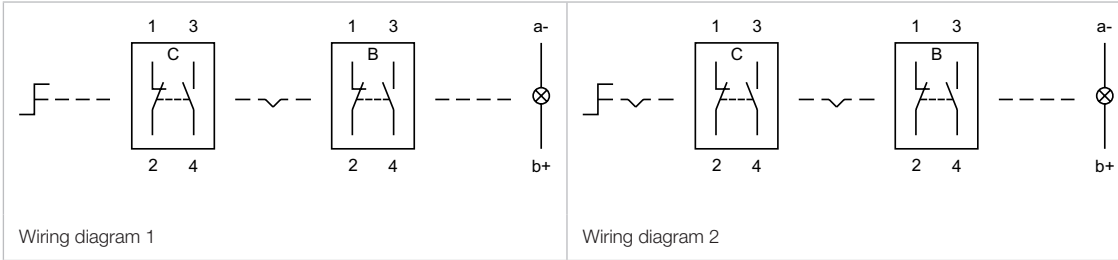 1 3 1 3 a-
C B
2 4 2 4 b+
Wiring diagram 1
1 3 1 3 a-
C B
2 4 2 4 b+
Wiring diagram 2